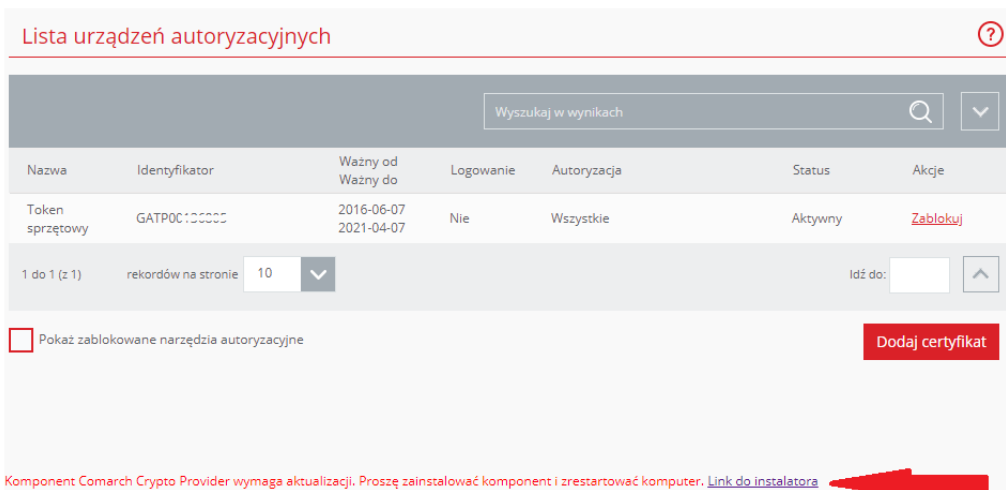 Lista urządzeń autoryzacyjnych
?
Wyszukaj w wynikach
Nazwa Identyfikator Ważny od Ważny do Logowanie Autoryzacja Status Akcje
Token sprzętowy 2016-06-07 2021-04-07 Nie Wszystkie Aktywny Zablokuj
1 do 1 (z 1) rekordów na stronie 10 Idź do:
Pokaż zablokowane narzędzia autoryzacyjne
Dodaj certyfikat
Komponent Comarch Crypto Provider wymaga aktualizacji. Proszę zainstalować komponent i zrestartować komputer. Link do instalatora